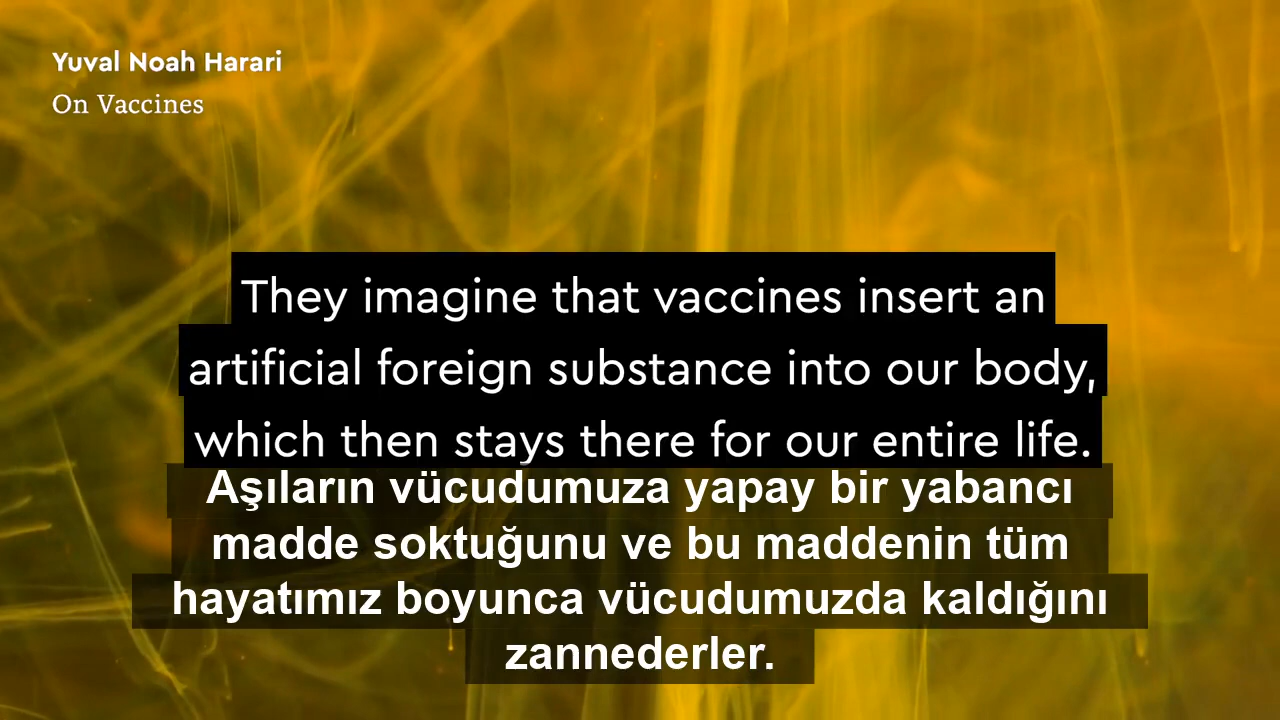 Yuval Noah Harari
On Vaccines
They imagine that vaccines insert an
artificial foreign substance into our body,
which then stays there for our entire life.
Aşıların vücudumuza yapay bir yabancı
madde soktuğunu ve bu maddenin tüm
hayatımız boyunca vücudumuzda kaldığını
zannederler.